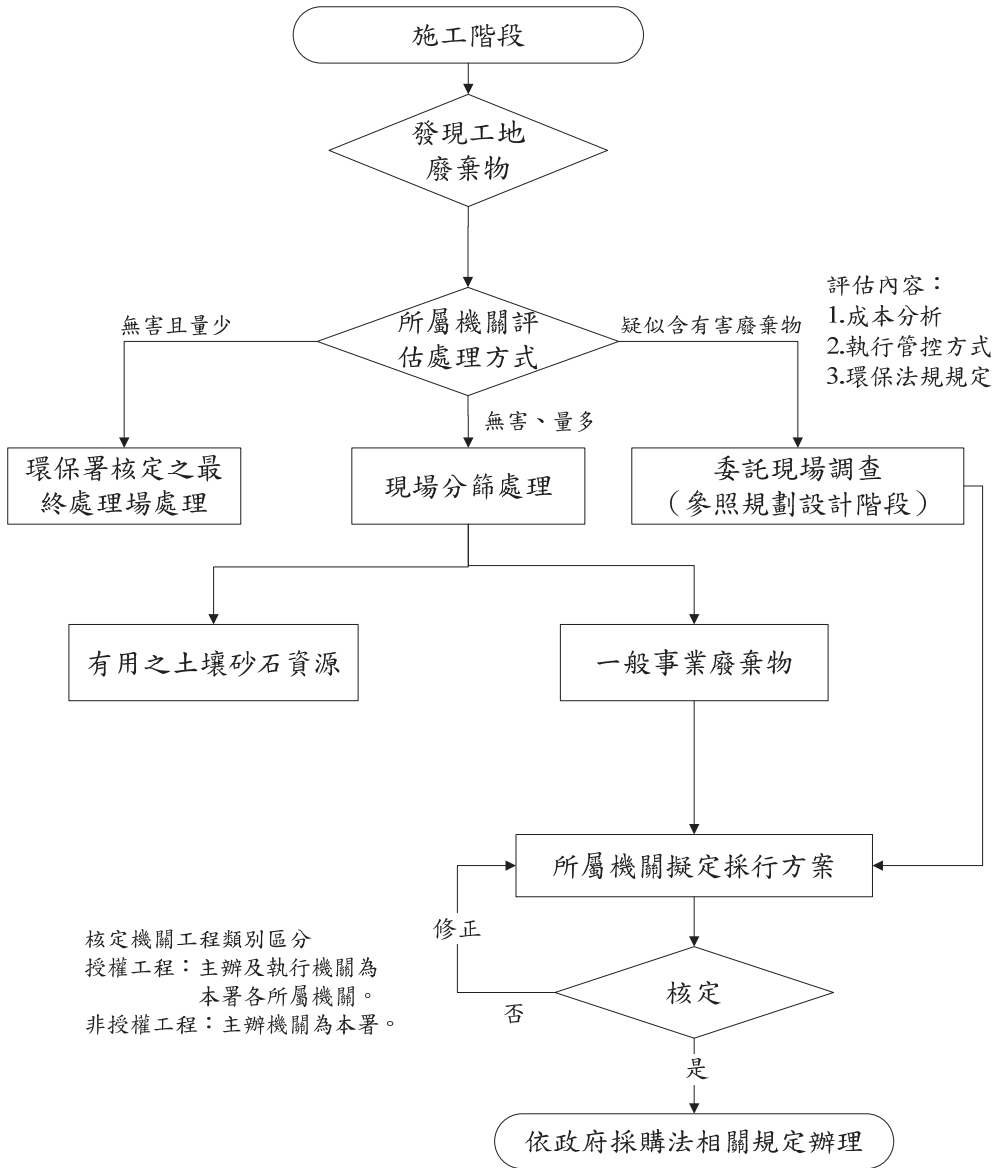 施工階段
發現工地
廢棄物
所屬機關評
估處理方式
無害且量少
疑似含有害廢棄物
評估內容：
1.成本分析
2.執行管控方式
3.環保法規規定
無害、量多
環保署核定之最
終處理場處理
現場分篩處理
委託現場調查
（參照規劃設計階段）
有用之土壤砂石資源
一般事業廢棄物
所屬機關擬定採行方案
修正
核定機關工程類別區分
授權工程：主辦及執行機關為
本署各所屬機關。
非授權工程：主辦機關為本署。
核定
否
是
依政府採購法相關規定辦理